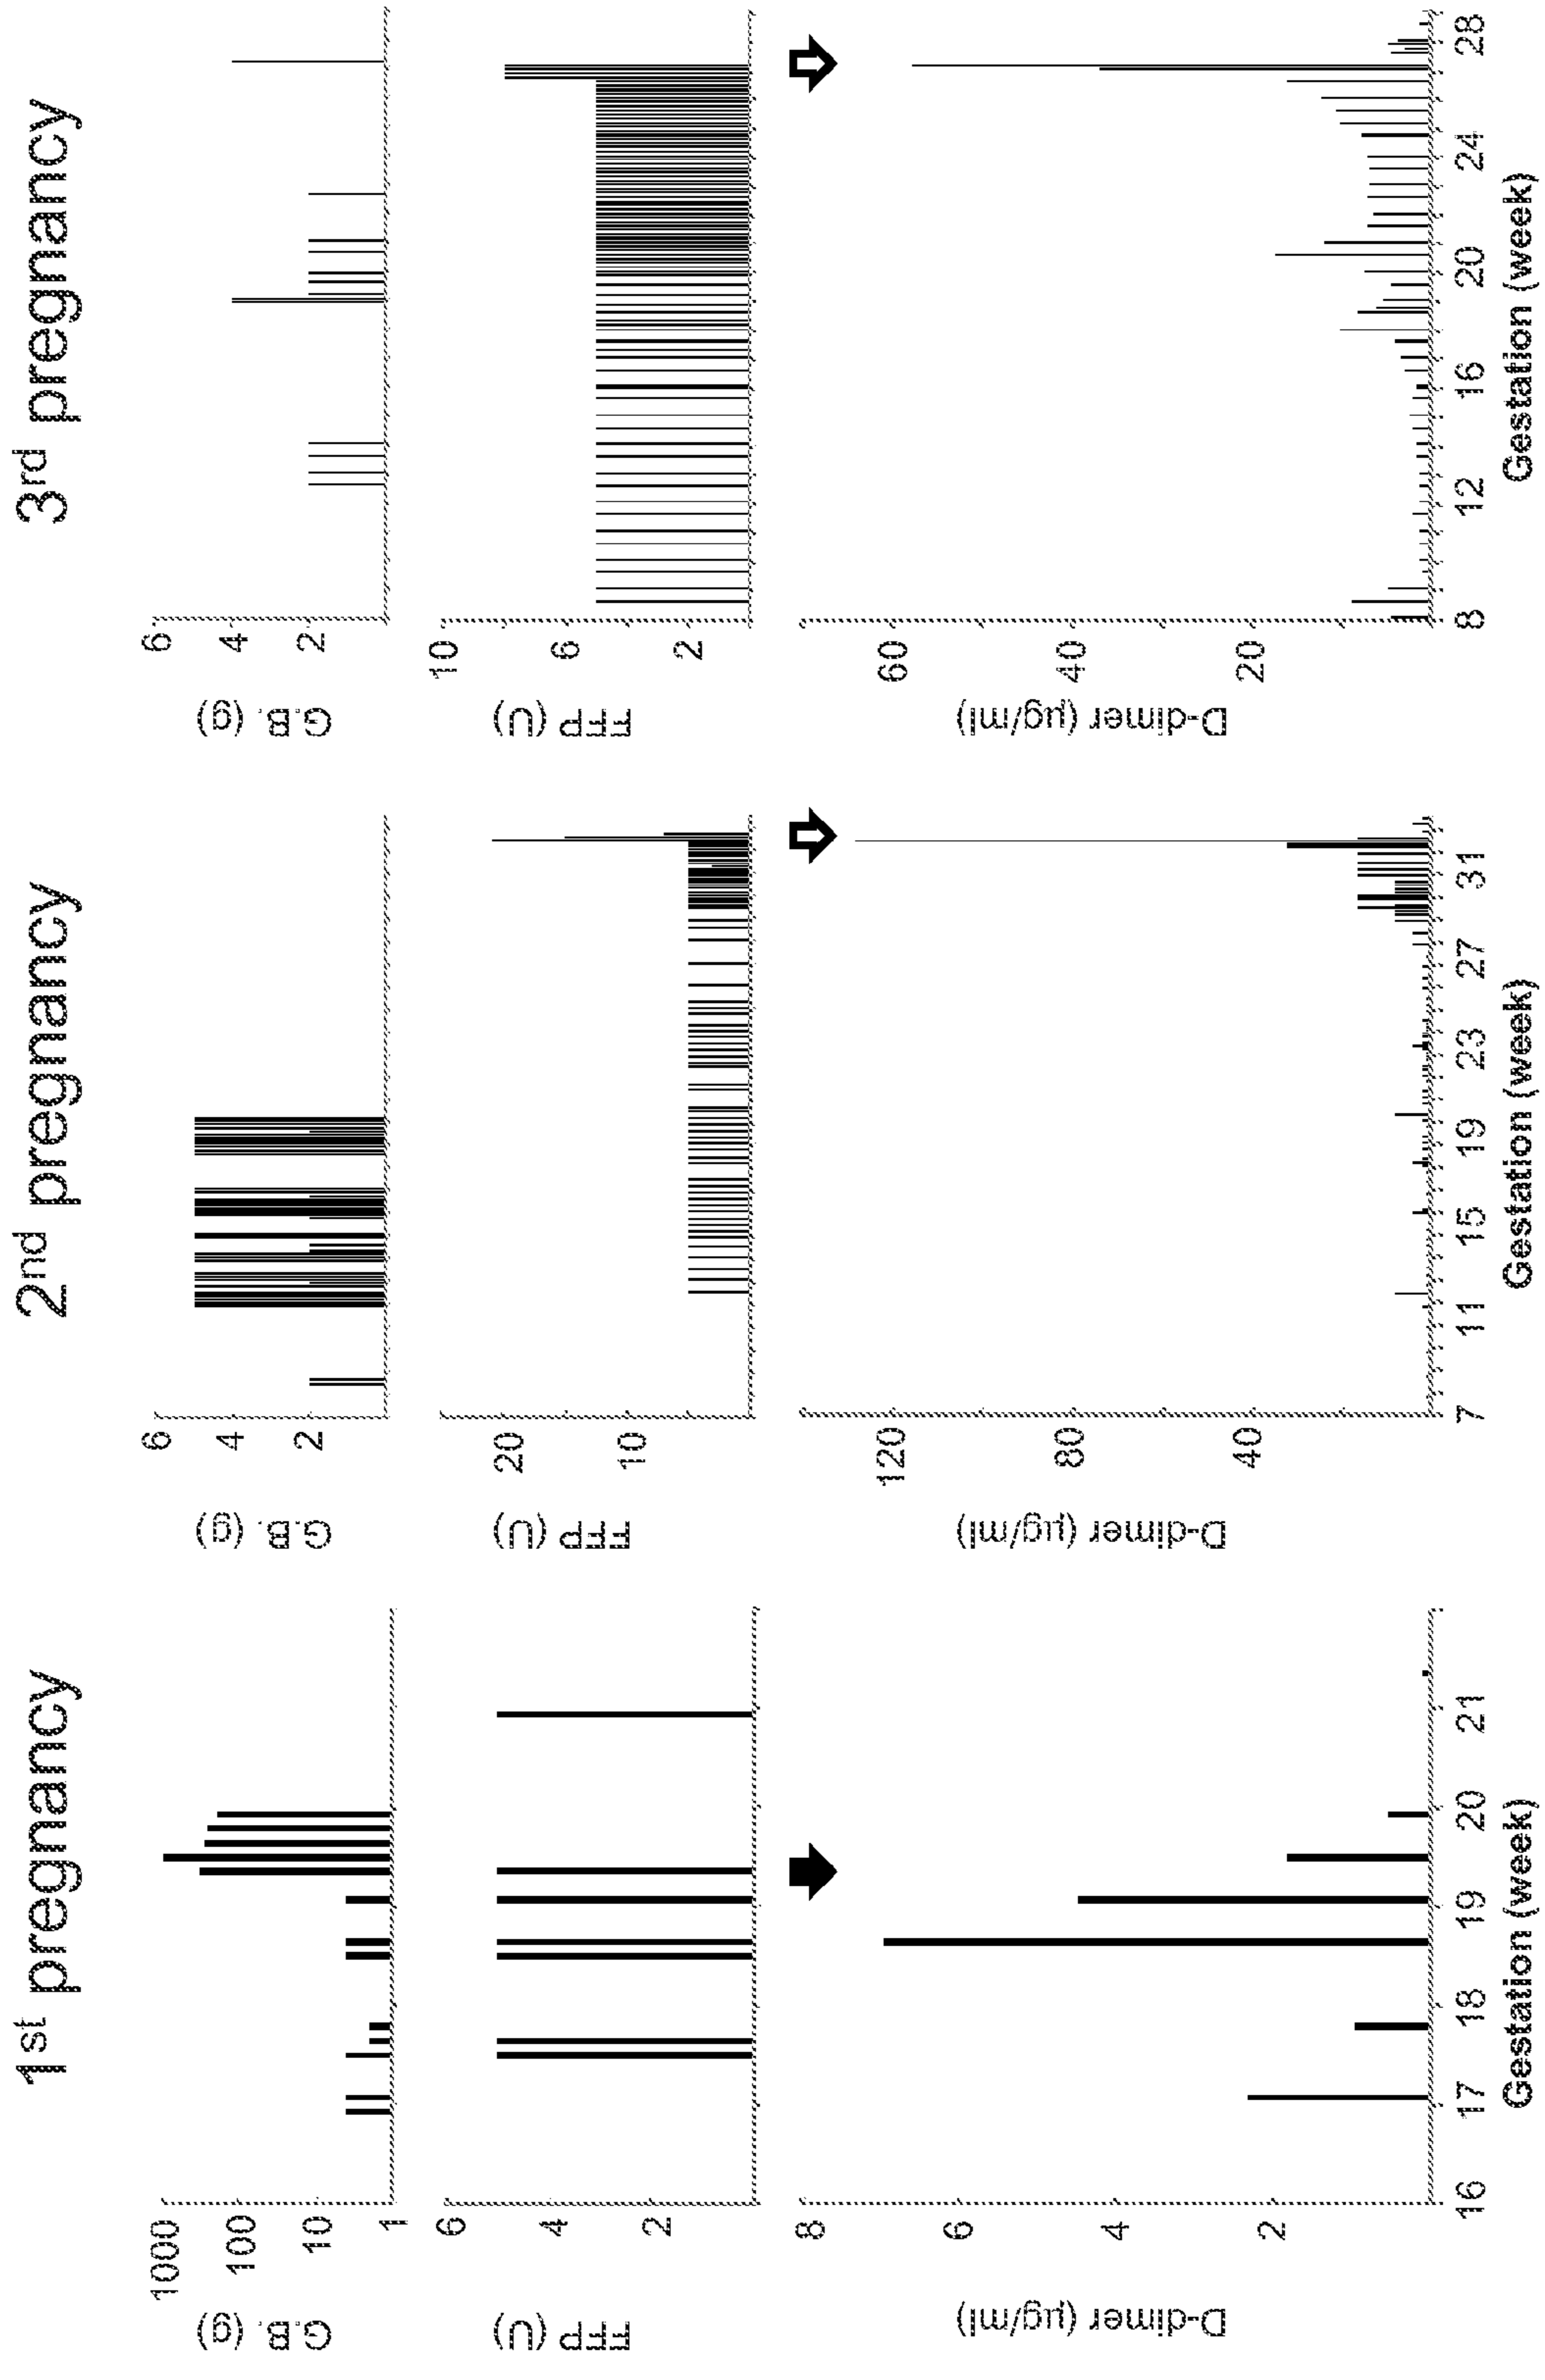 1st pregnancy
G.B. (g)
1000
100
10
1
FFP (U)
6
4
2
D-dimer (µg/ml)
8
6
4
2
16 17 18 19 20 21
Gestation (week)
2nd pregnancy
G.B. (g)
6
4
2
FFP (U)
20
10
D-dimer (µg/ml)
120
80
40
7 11 15 19 23 27 31
Gestation (week)
3rd pregnancy
G.B. (g)
6
4
2
FFP (U)
10
6
2
D-dimer (µg/ml)
60
40
20
8 12 16 20 24 28
Gestation (week)